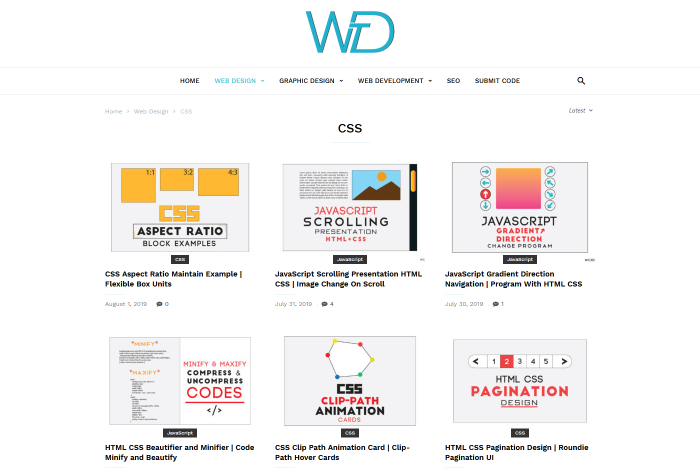 WTD
HOME WEB DESIGN GRAPHIC DESIGN WEB DEVELOPMENT SEO SUBMIT CODE
Home > Web Design > CSS
Latest
CSS
1:1 3:2 4:3
CSS
ASPECT RATIO
BLOCK EXAMPLES
CSS
CSS Aspect Ratio Maintain Example |
Flexible Box Units
August 1, 2019 0
JAVASCRIPT
SCROLLING
PRESENTATION
HTML+CSS
JavaScript
JavaScript Scrolling Presentation HTML
CSS | Image Change On Scroll
July 31, 2019 4
JAVASCRIPT
GRADIENT
DIRECTION
CHANGE PROGRAM
JavaScript
JavaScript Gradient Direction
Navigation | Program With HTML CSS
July 30, 2019 1
"MINIFY"
"MAXIFY"
MINIFY & MAXIFY
COMPRESS &
UNCOMPRESS
CODES
</>
JavaScript
HTML CSS Beautifier and Minifier | Code
Minify and Beautify
CSS
CLIP-PATH
ANIMATION
CARDS
CSS
CSS Clip Path Animation Card | Clip-
Path Hover Cards
< 1 2 3 4 5 >
HTML CSS
PAGINATION
DESIGN
CSS
HTML CSS Pagination Design | Roundie
Pagination UI